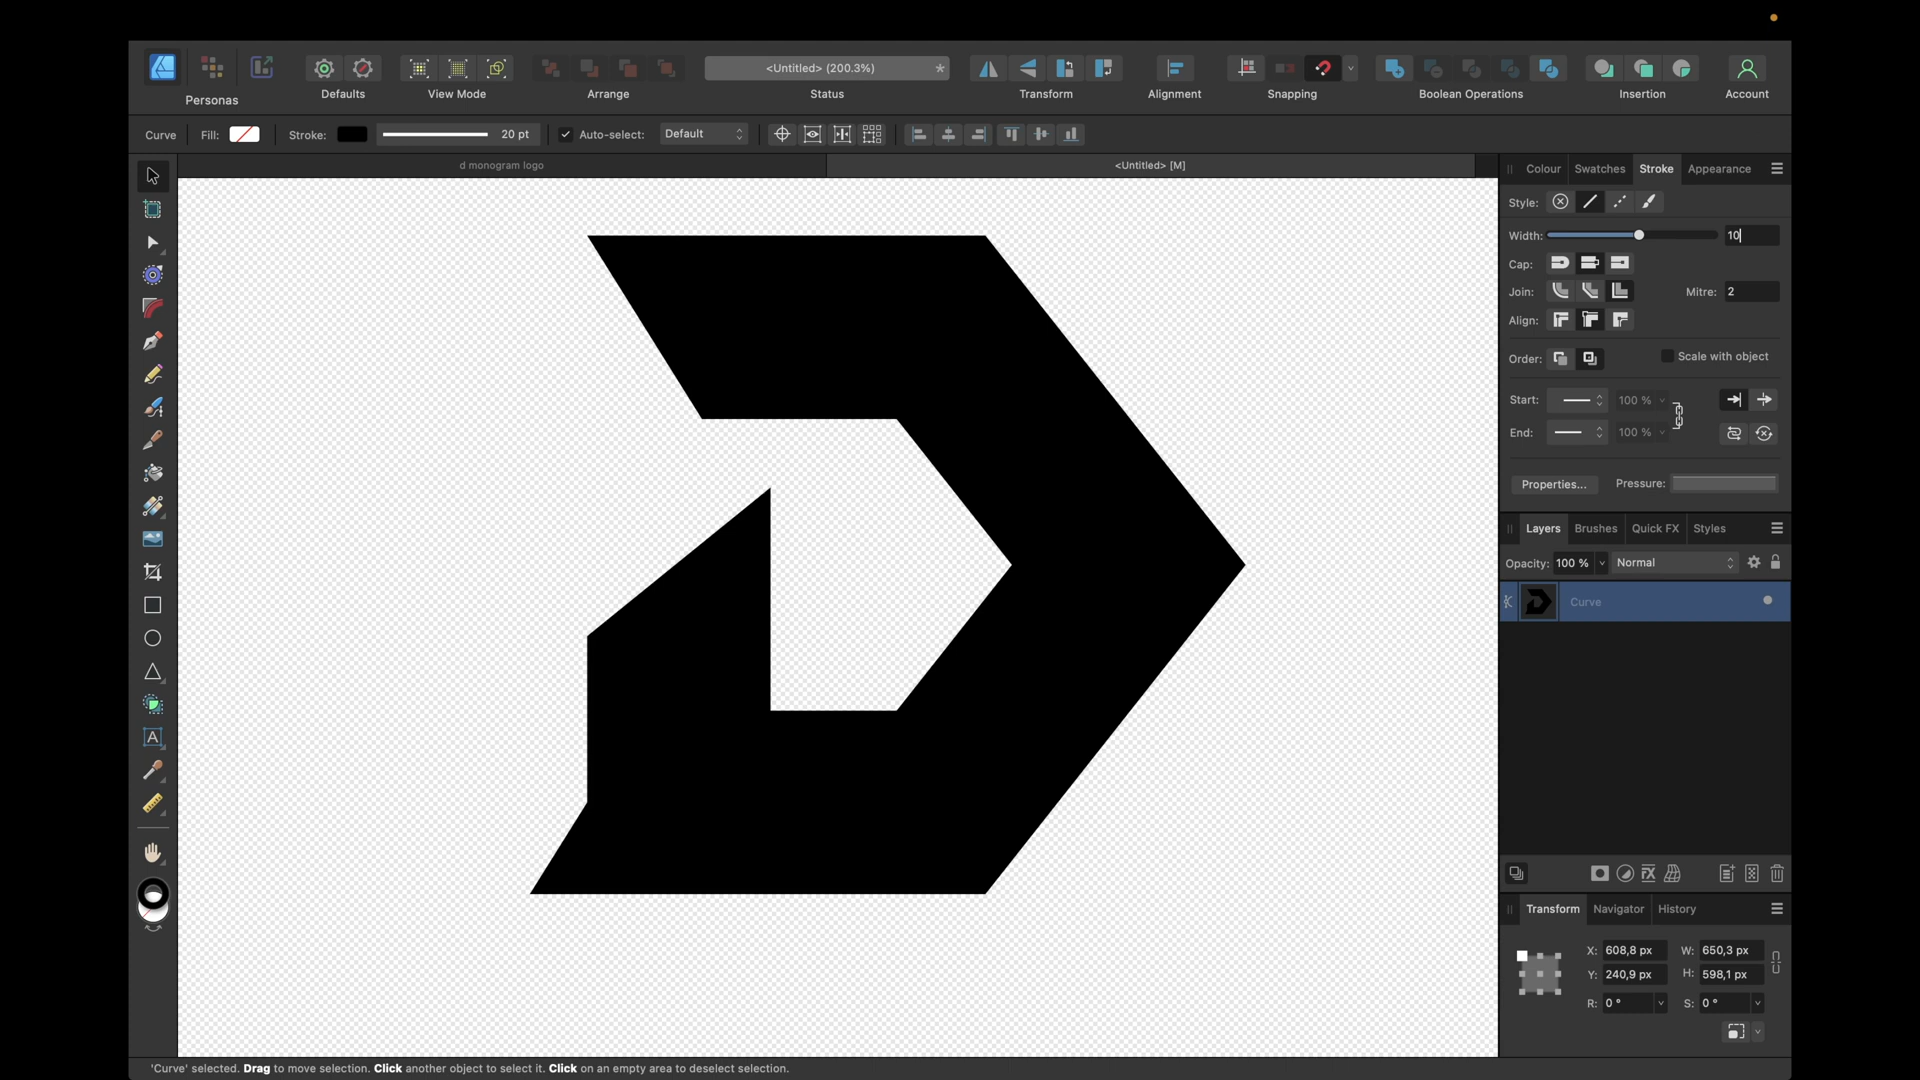 <Untitled> (200.3%)
*
Personas
Defaults
View Mode
Arrange
Status
Transform
Alignment
Snapping
Boolean Operations
Insertion
Account
Curve
Fill:
Stroke:
20 pt
Auto-select:
Default
d monogram logo
<Untitled> [M]
Colour
Swatches
Stroke
Appearance
Style:
Width:
10
Cap:
Join:
Mitre:
2
Align:
Order:
Scale with object
Start:
100 %
End:
100 %
Properties...
Pressure:
Layers
Brushes
Quick FX
Styles
Opacity:
100 %
Normal
Curve
A
FX
Transform
Navigator
History
X:
608,8 px
W:
650,3 px
Y:
240,9 px
H:
598,1 px
R:
0 °
S:
0 °
'Curve' selected. Drag to move selection. Click another object to select it. Click on an empty area to deselect selection.